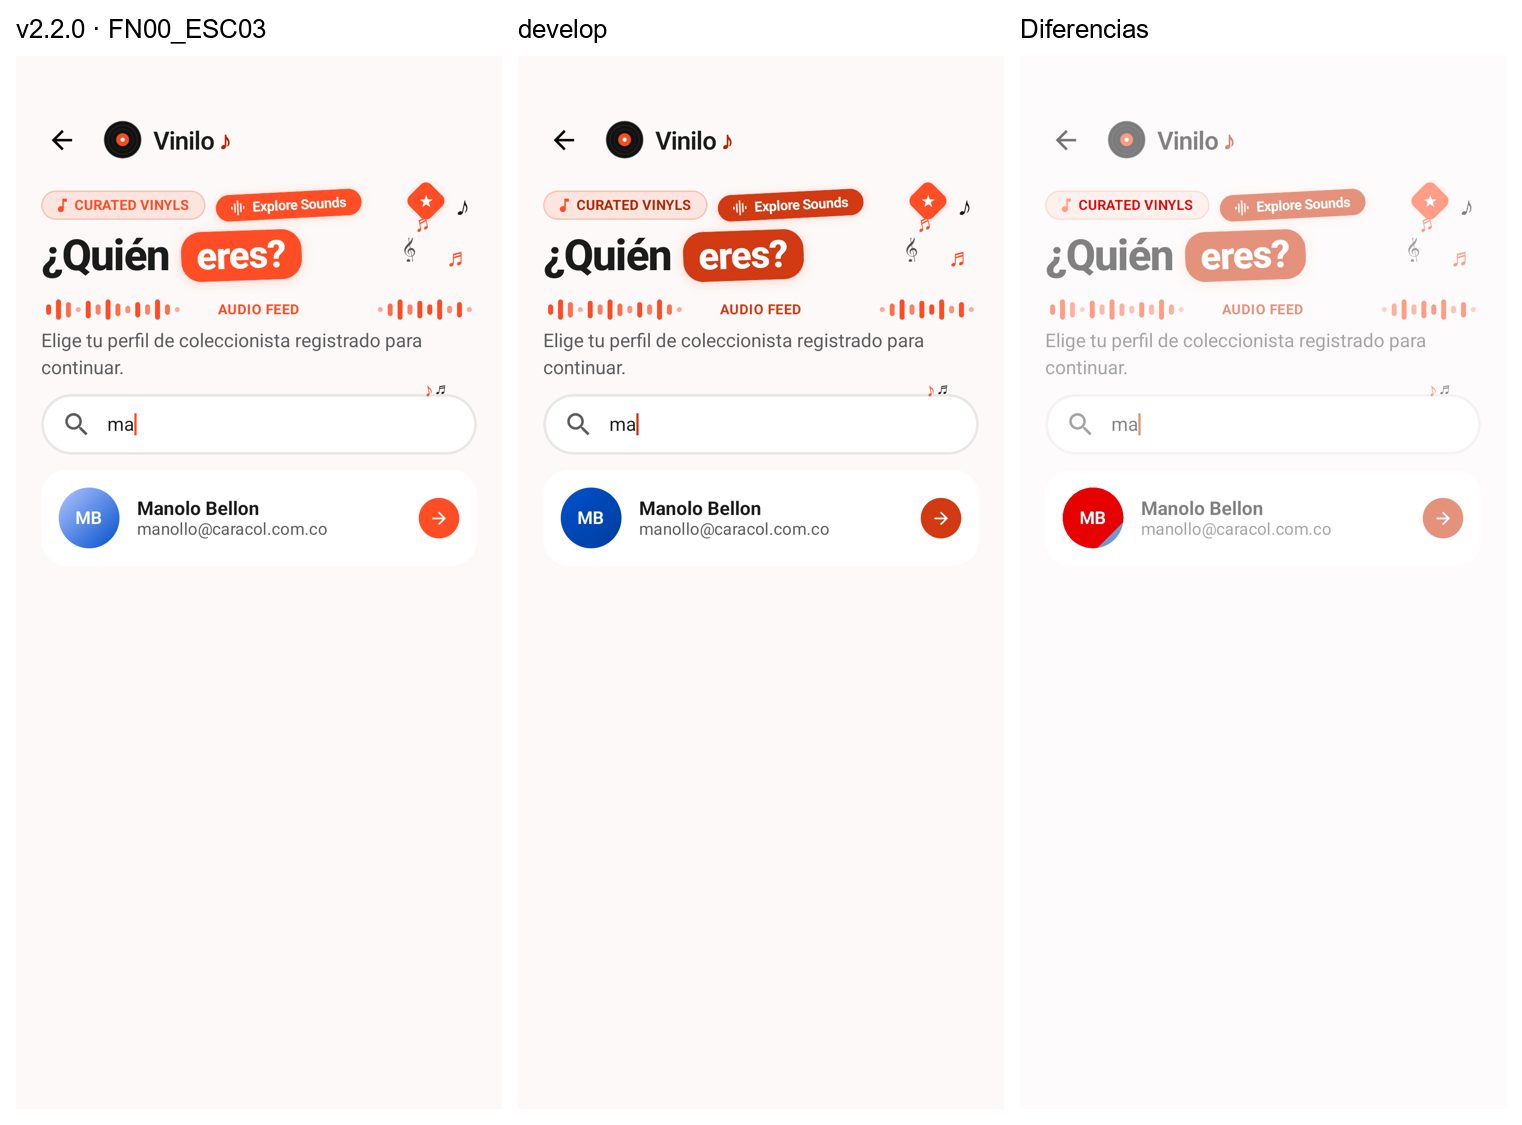 v2.2.0 · FN00_ESC03
Vinilo
CURATED VINYLS
Explore Sounds
¿Quién eres?
AUDIO FEED
Elige tu perfil de coleccionista registrado para
continuar.
ma
MB
Manolo Bellon
manollo@caracol.com.co
develop
Vinilo
CURATED VINYLS
Explore Sounds
¿Quién eres?
AUDIO FEED
Elige tu perfil de coleccionista registrado para
continuar.
ma
MB
Manolo Bellon
manollo@caracol.com.co
Diferencias
Vinilo
CURATED VINYLS
Explore Sounds
¿Quién eres?
AUDIO FEED
Elige tu perfil de coleccionista registrado para
continuar.
ma
MB
Manolo Bellon
manollo@caracol.com.co